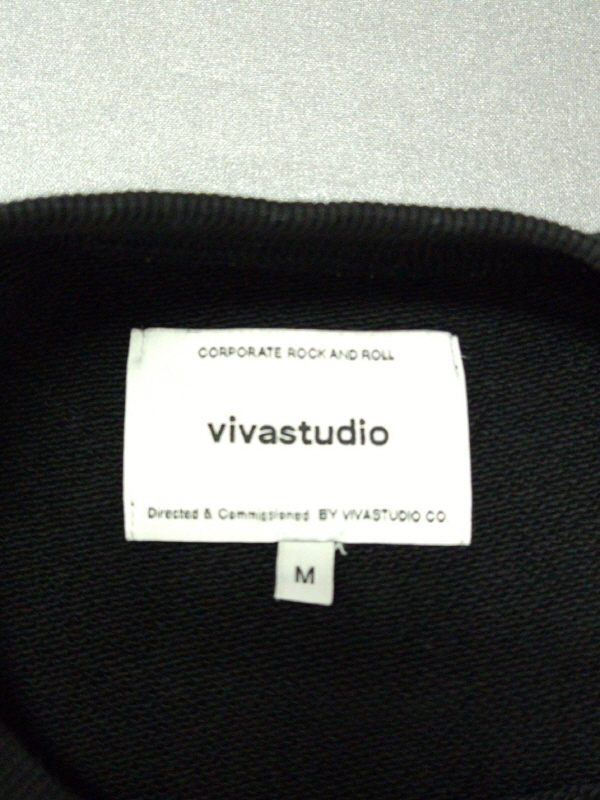 CORPORATE ROCK AND ROLL
vivastudio
Directed & Commissioned BY VIVASTUDIO CO
M